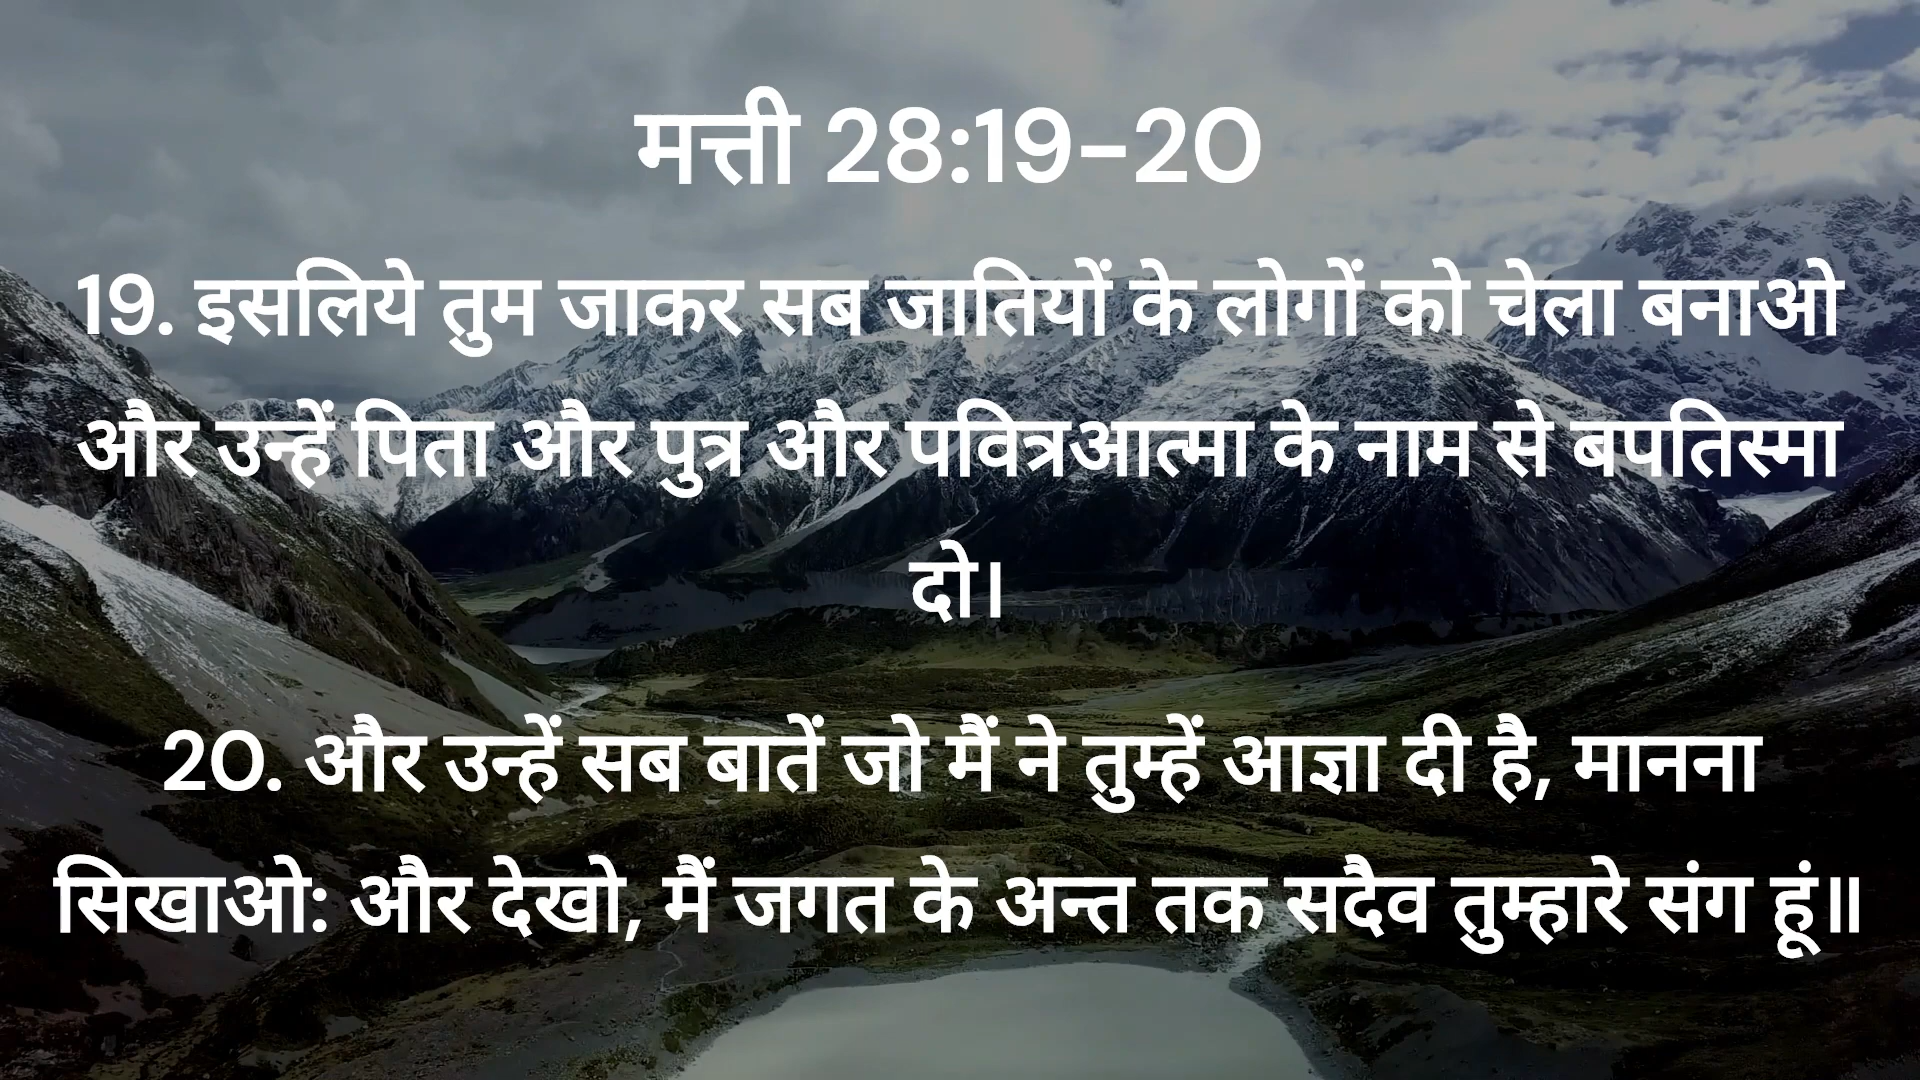 मत्ती 28:19-20
19. इसलिये तुम जाकर सब जातियों के लोगों को चेला बनाओ
और उन्हें पिता और पुत्र और पवित्रआत्मा के नाम से बपतिस्मा
दो।
20. और उन्हें सब बातें जो मैं ने तुम्हें आज्ञा दी है, मानना
सिखाओ: और देखो, मैं जगत के अन्त तक सदैव तुम्हारे संग हूं॥